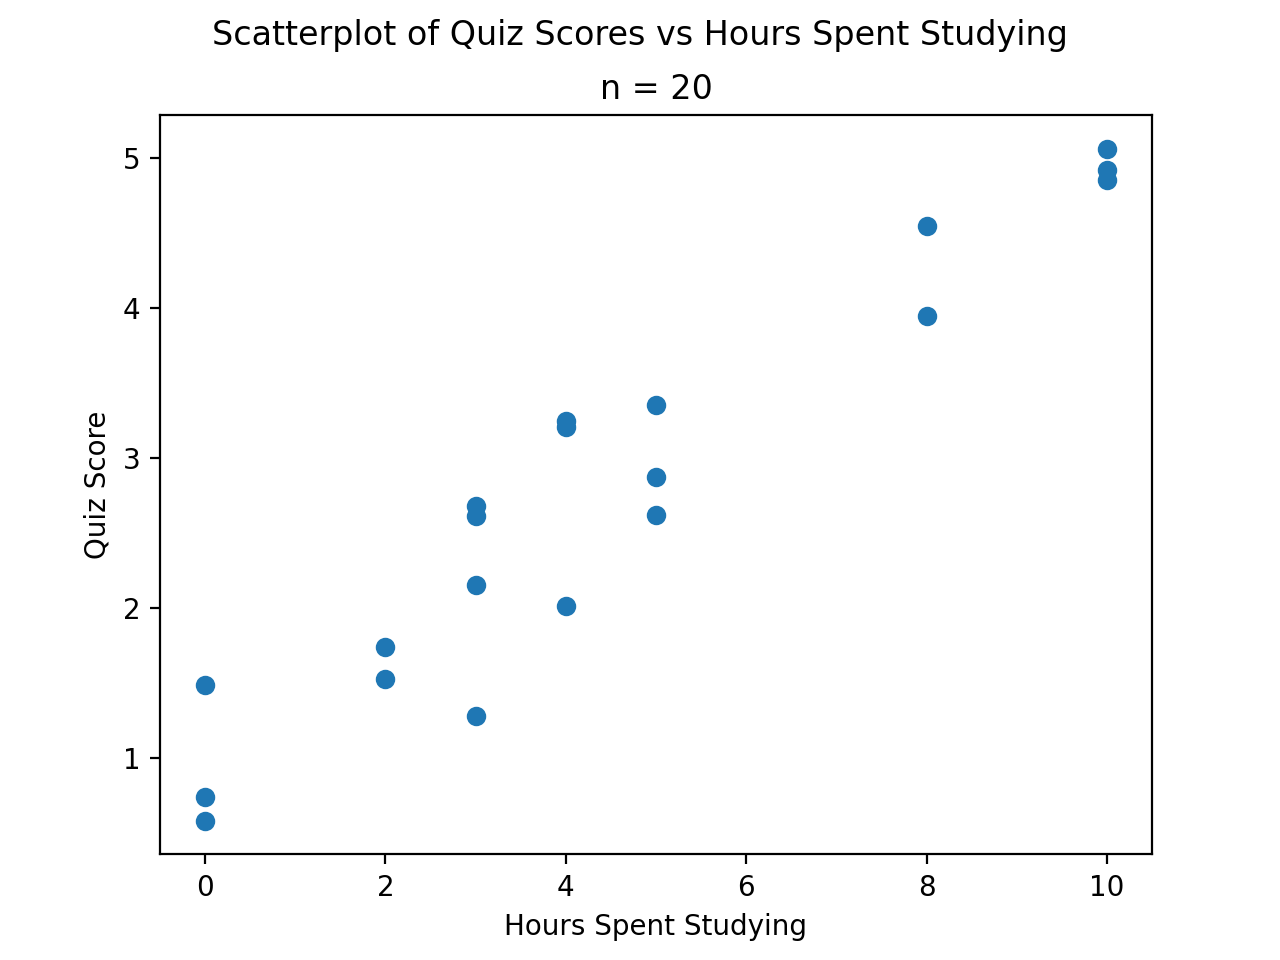 Scatterplot of Quiz Scores vs Hours Spent Studying
n = 20
5
4
3
2
1
Quiz Score
0 2 4 6 8 10
Hours Spent Studying